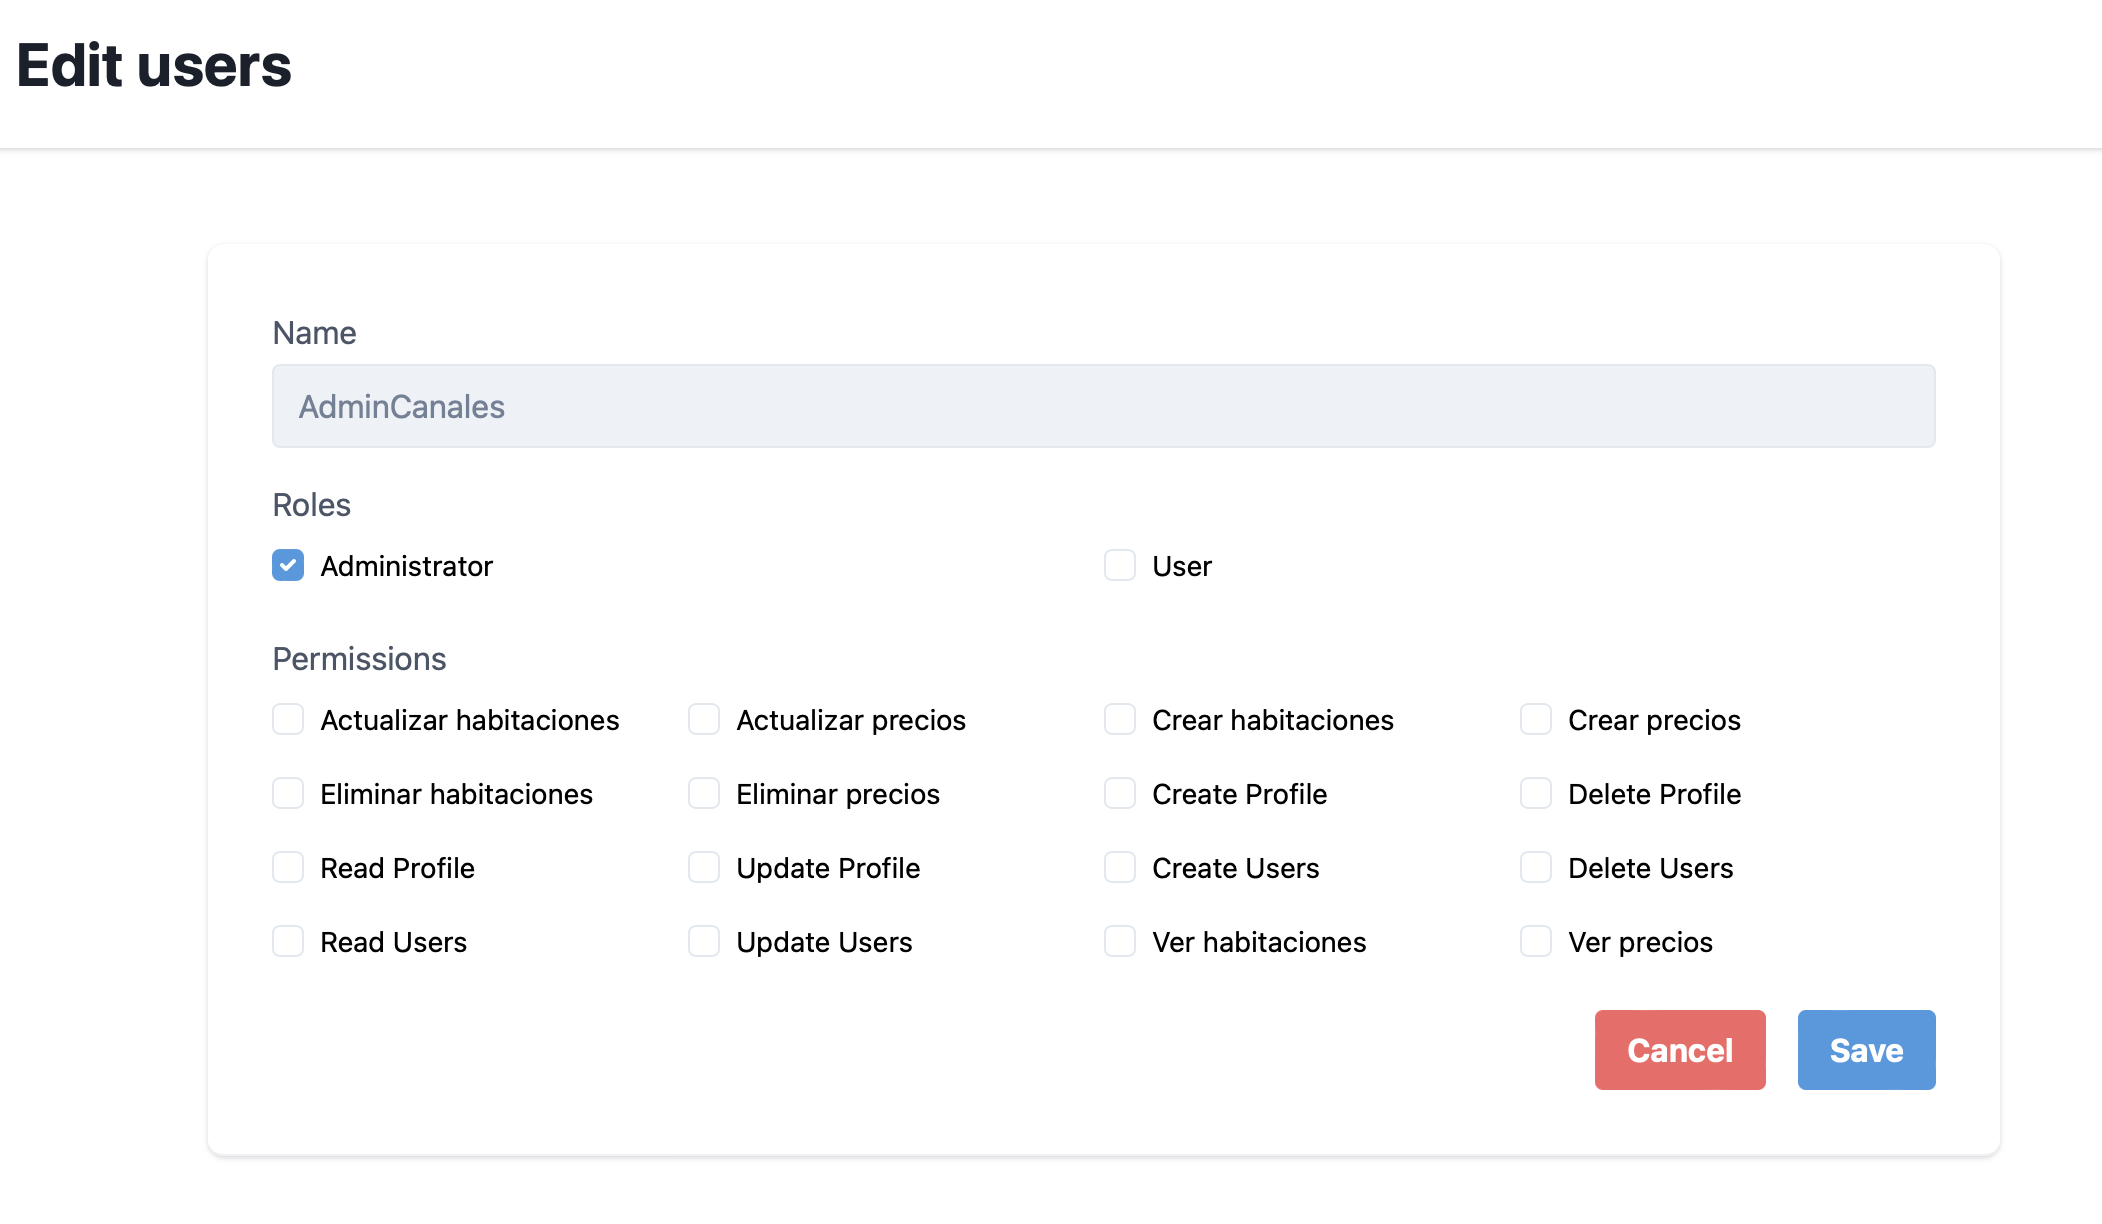 Edit users
Name
AdminCanales
Roles
Administrator User
Permissions
Actualizar habitaciones Actualizar precios Crear habitaciones Crear precios
Eliminar habitaciones Eliminar precios Create Profile Delete Profile
Read Profile Update Profile Create Users Delete Users
Read Users Update Users Ver habitaciones Ver precios
Cancel Save